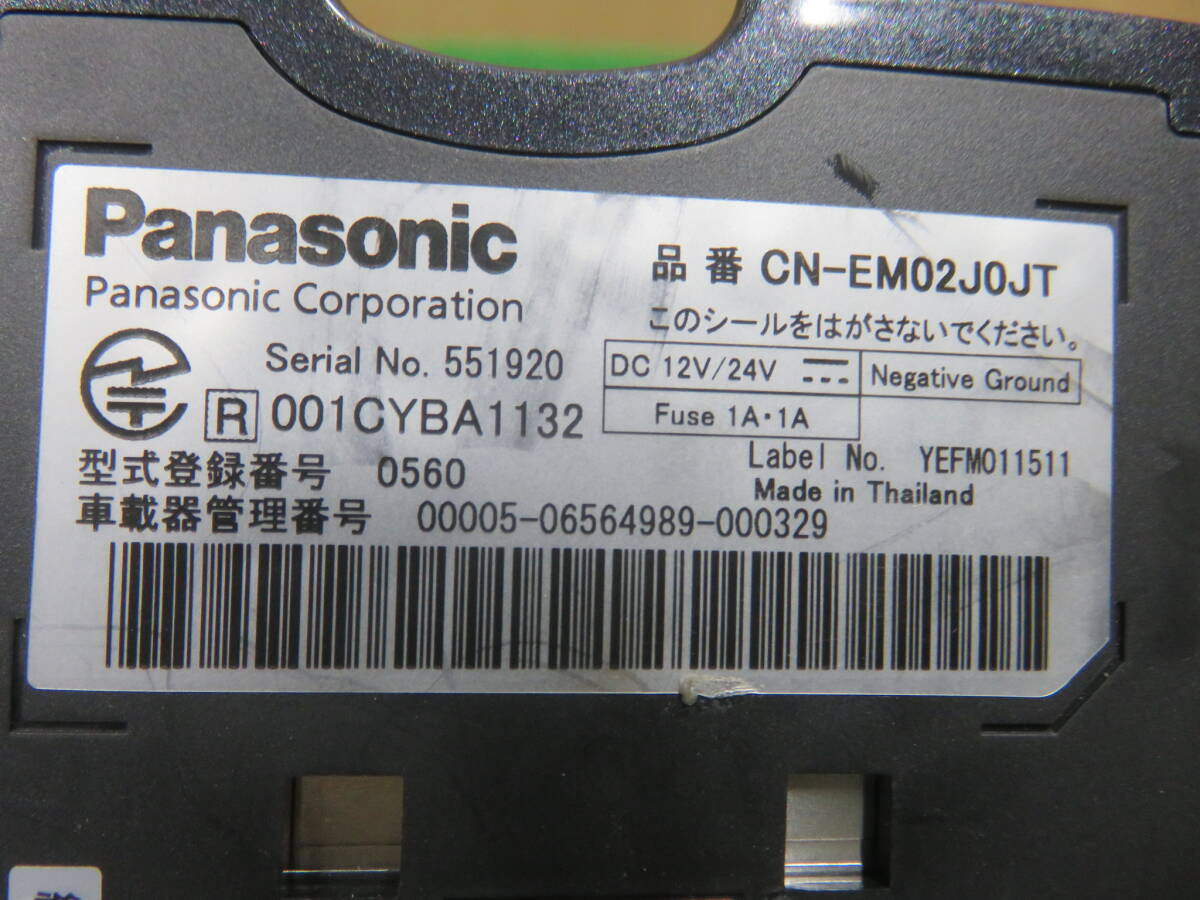 Panasonic
Panasonic Corporation
品番 CN-EM02J0JT
このシールをはがさないでください。
Serial No. 551920
DC 12V/24V
Negative Ground
R 001CYBA1132
Fuse 1A・1A
Label No. YEFM011511
Made in Thailand
型式登録番号 0560
車載器管理番号 00005-06564989-000329